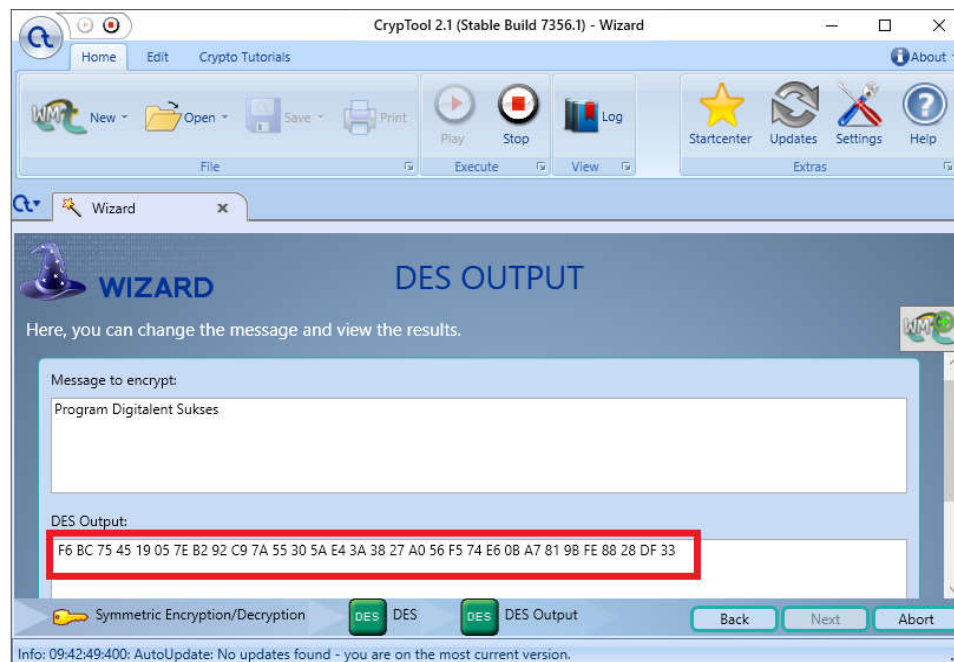 CrypTool 2.1 (Stable Build 7356.1) - Wizard
Home Edit Crypto Tutorials About
New Open Save Print Play Stop Log Startcenter Updates Settings Help
File Execute View Extras
Wizard
WIZARD
DES OUTPUT
Here, you can change the message and view the results.
Message to encrypt:
Program Digitalent Sukses
DES Output:
F6 BC 75 45 19 05 7E B2 92 C9 7A 55 30 5A E4 3A 38 27 A0 56 F5 74 E6 0B A7 81 9B FE 88 28 DF 33
Symmetric Encryption/Decryption DES DES DES DES Output Back Next Abort
Info: 09:42:49:400: AutoUpdate: No updates found - you are on the most current version.